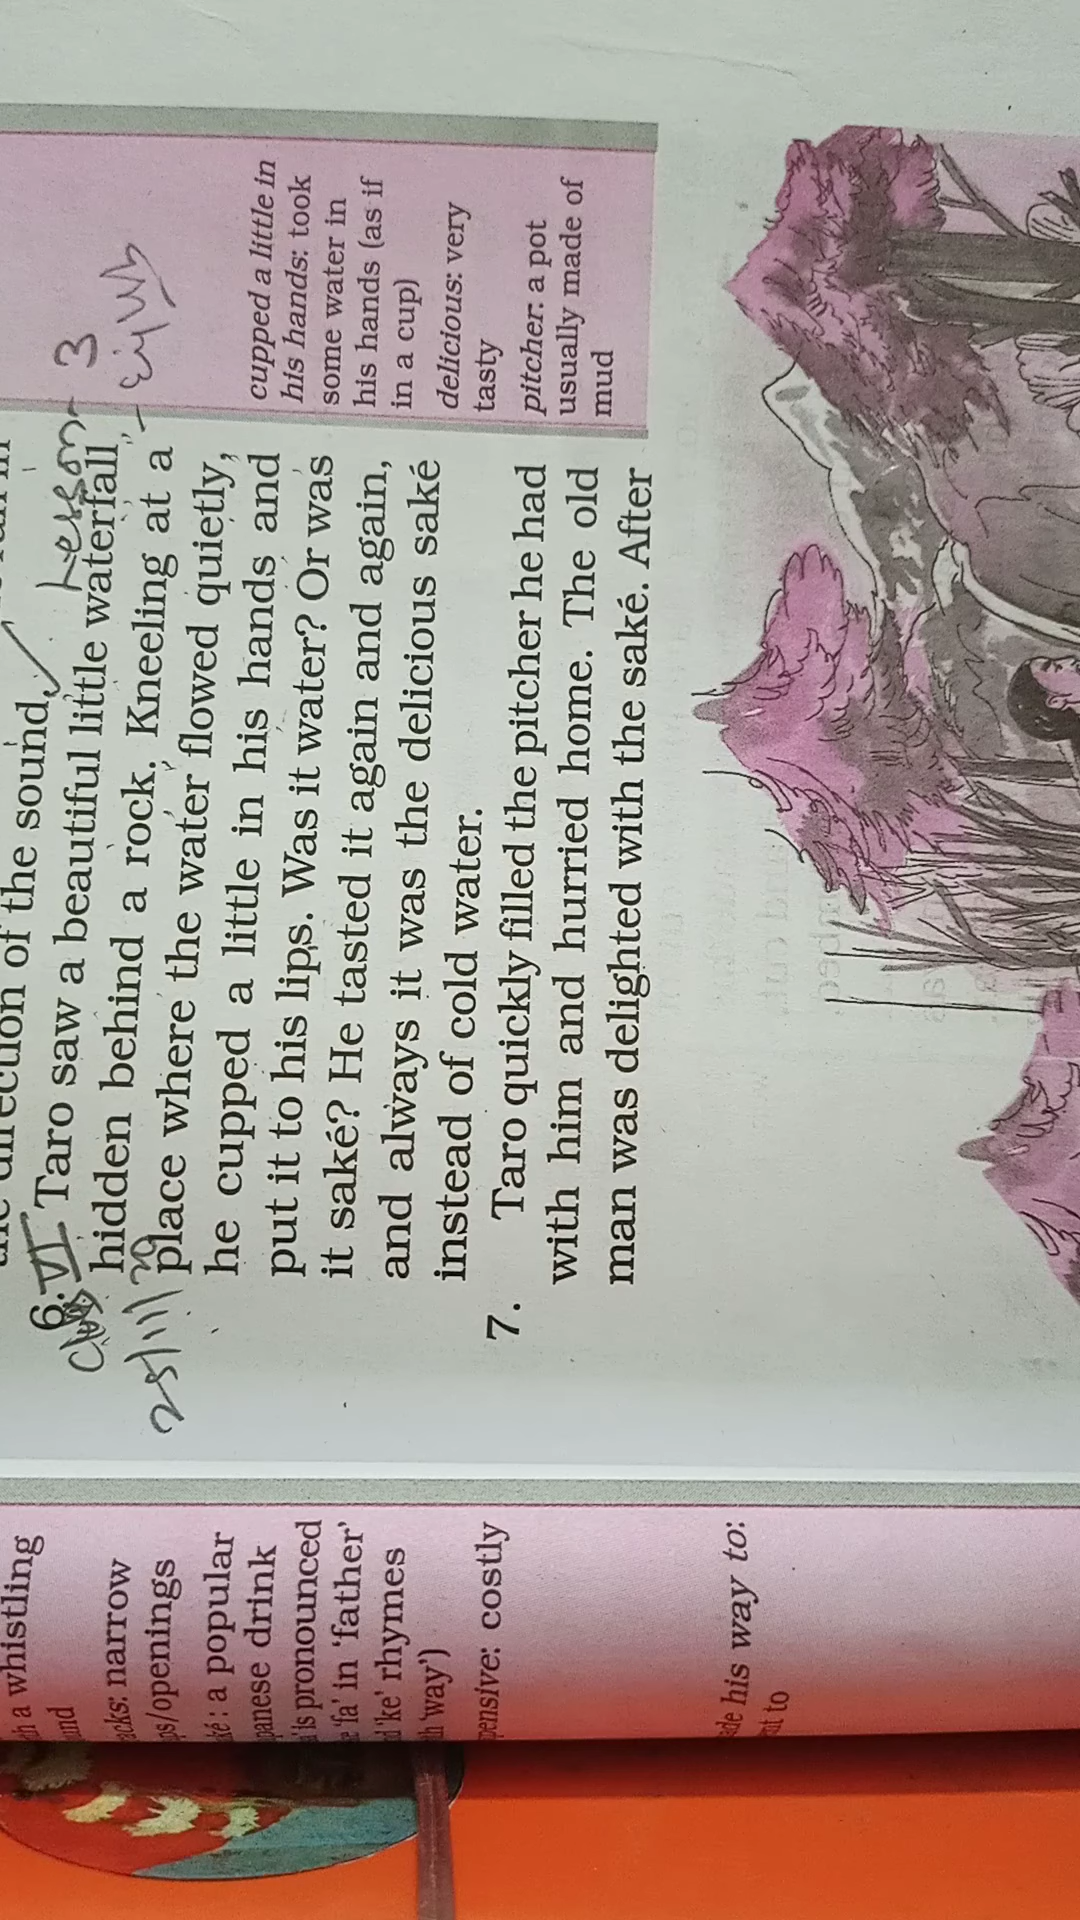 direction of the sound.
Lesson - 3
6. Taro saw a beautiful little waterfall
hidden behind a rock. Kneeling at a
place where the water flowed quietly,
he cupped a little in his hands and
put it to his lips. Was it water? Or was
it saké? He tasted it again and again,
and always it was the delicious saké
instead of cold water.
7. Taro quickly filled the pitcher he had
with him and hurried home. The old
man was delighted with the saké. After
VI
cupped a little in
his hands: took
some water in
his hands (as if
in a cup)
delicious: very
tasty
pitcher: a pot
usually made of
mud
a whistling
narrow
openings
: a popular
drink
is pronounced
'fa' in 'father'
'ke' rhymes
'way')
costly
his way to:
to